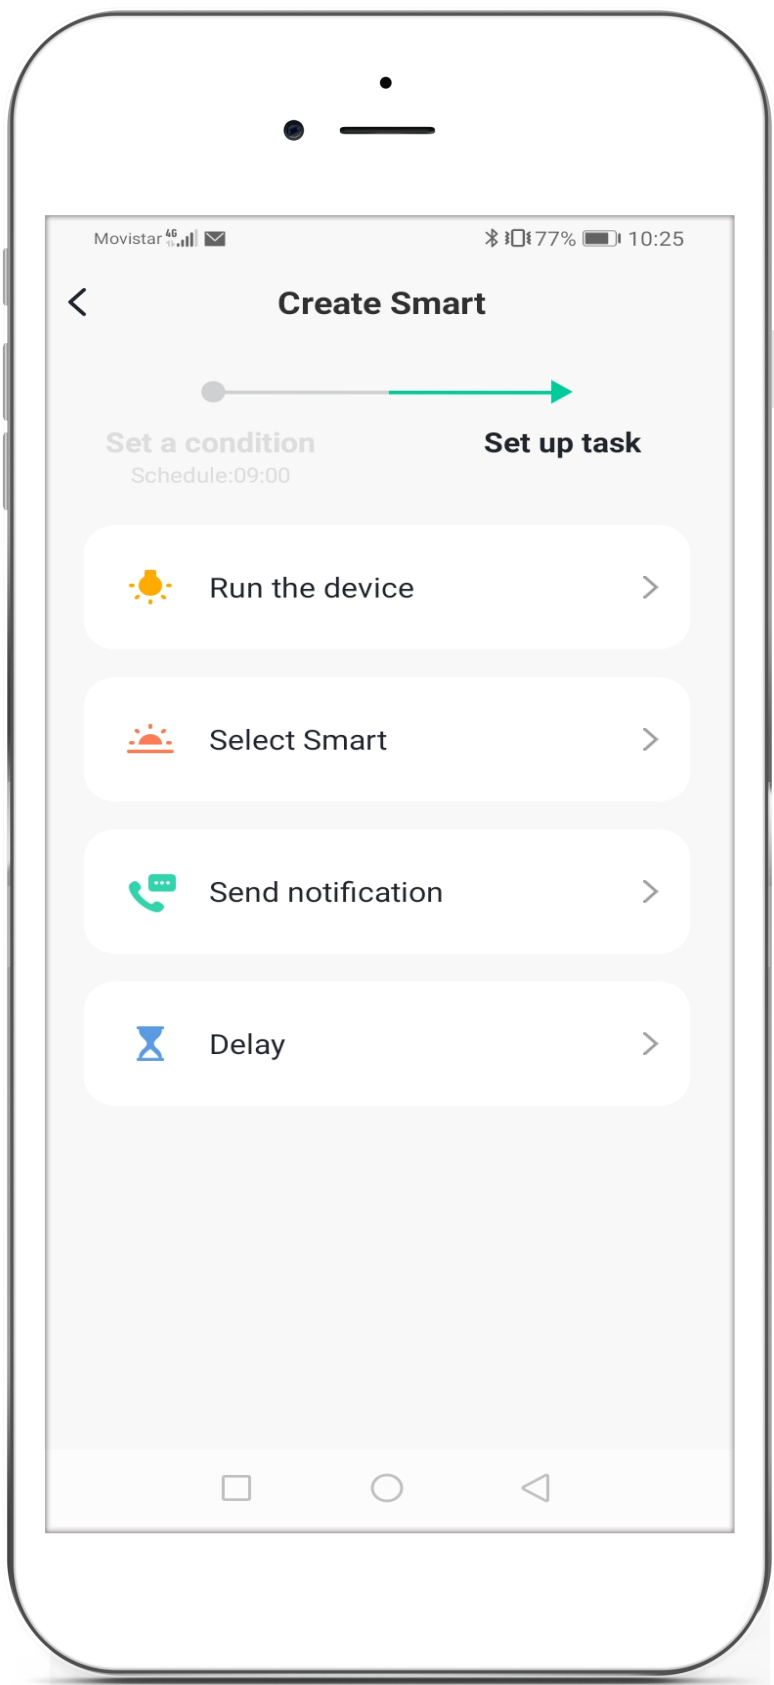 Movistar 4G 77% 10:25
Create Smart
Set a condition Set up task
Schedule:09:00
Run the device
Select Smart
Send notification
Delay